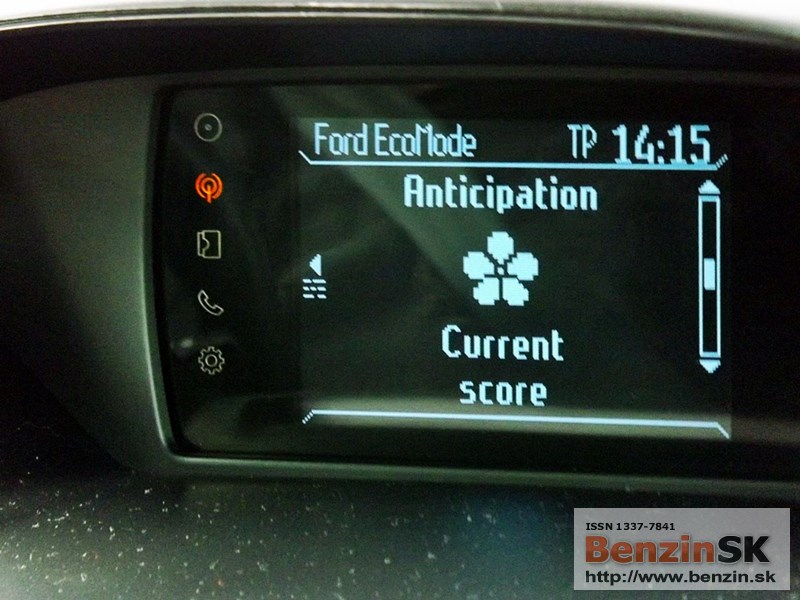 Ford EcoMode TP 14:15
Anticipation
Current
score
ISSN 1337-7841
BenzinSK
http://www.benzin.sk